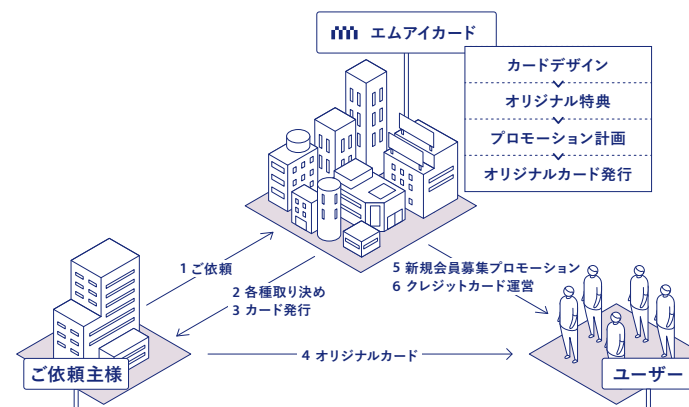 エムアイカード
カードデザイン
オリジナル特典
プロモーション計画
オリジナルカード発行
1 ご依頼
2 各種取り決め
3 カード発行
5 新規会員募集プロモーション
6 クレジットカード運営
4 オリジナルカード
ご依頼主様
ユーザー